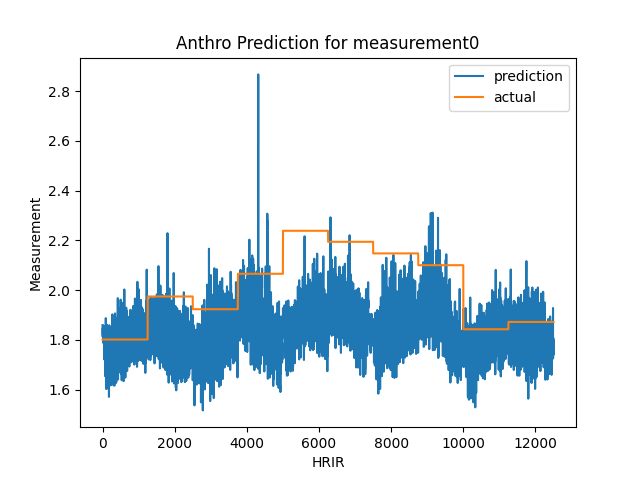 Anthro Prediction for measurement0
prediction
actual
Measurement
2.8
2.6
2.4
2.2
2.0
1.8
1.6
0 2000 4000 6000 8000 10000 12000
HRIR